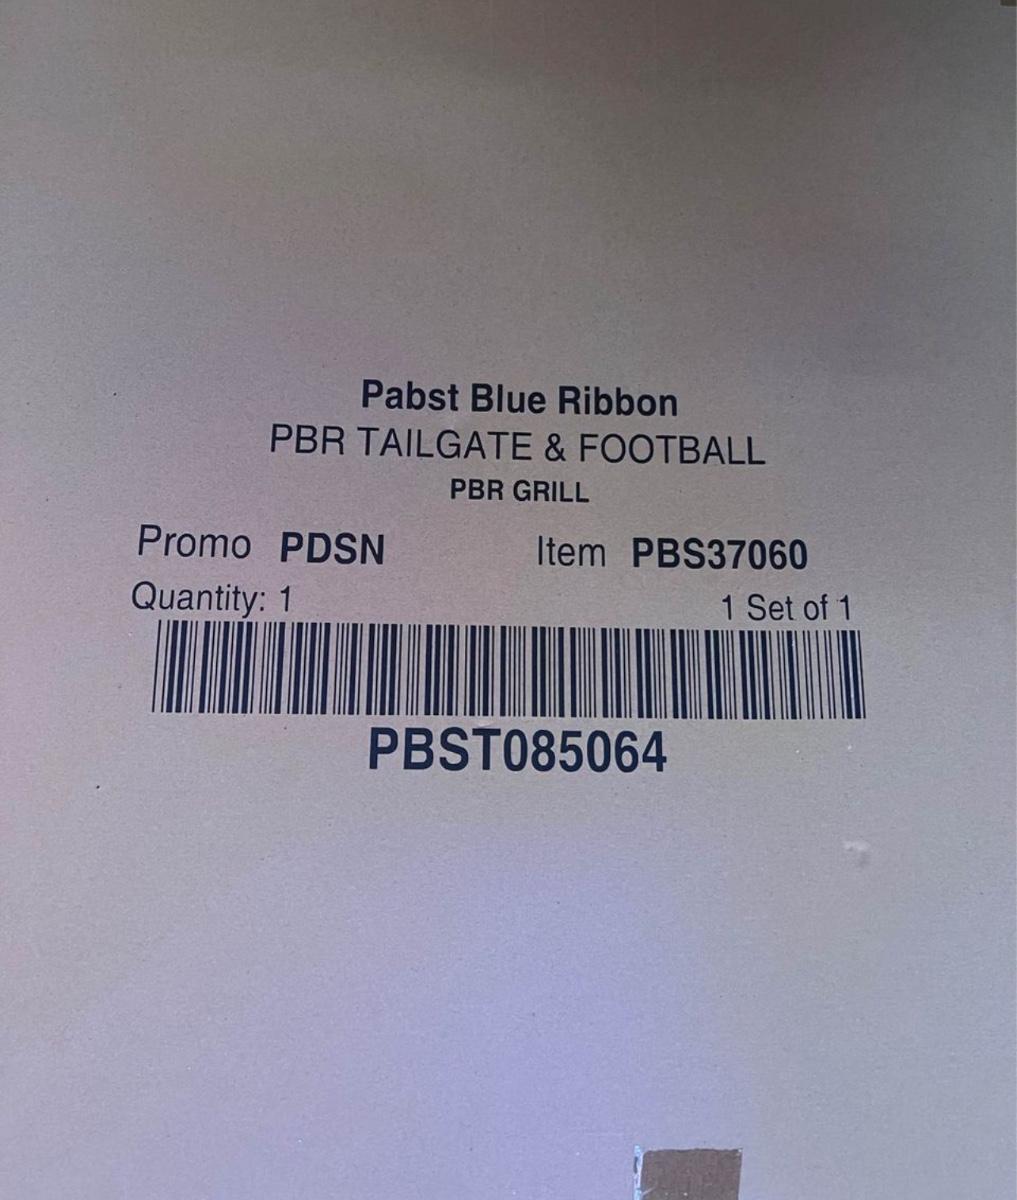 Pabst Blue Ribbon
PBR TAILGATE & FOOTBALL
PBR GRILL
Promo PDSN Item PBS37060
Quantity: 1 1 Set of 1
PBST085064